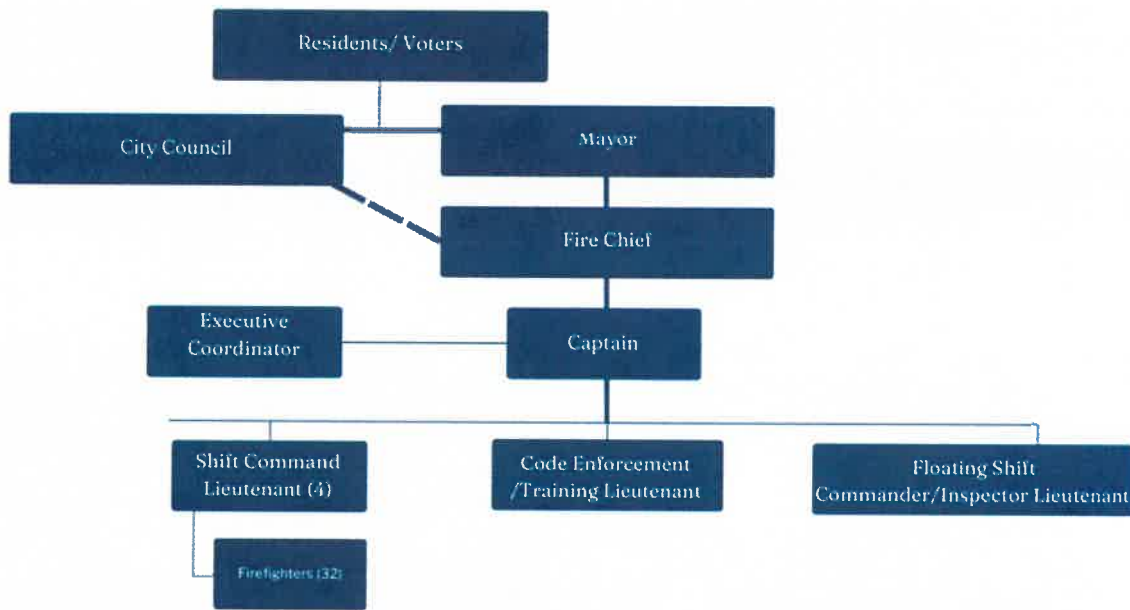 Residents/ Voters
City Council
Mayor
Fire Chief
Executive
Coordinator
Captain
Shift Command
Lieutenant (4)
Code Enforcement
/Training Lieutenant
Floating Shift
Commander/Inspector Lieutenant
Firefighters (32)